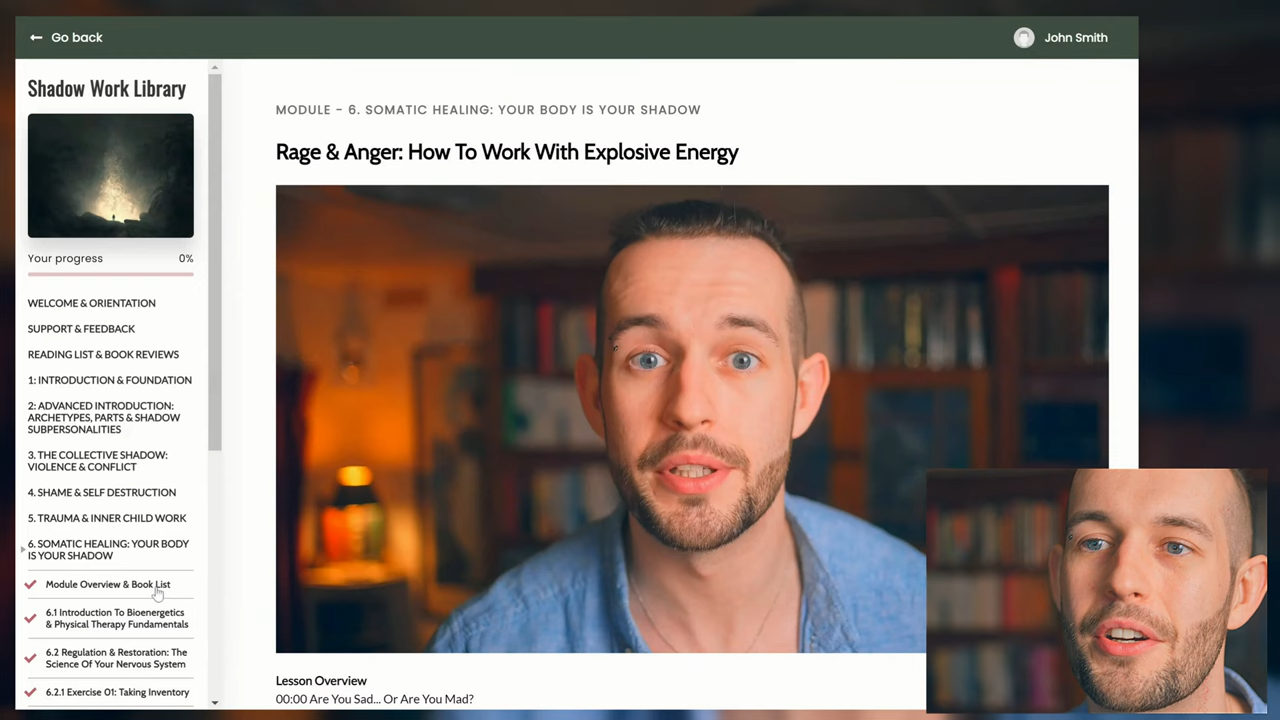 Go back
John Smith
Shadow Work Library
Your progress 0%
WELCOME & ORIENTATION
SUPPORT & FEEDBACK
READING LIST & BOOK REVIEWS
1: INTRODUCTION & FOUNDATION
2: ADVANCED INTRODUCTION:
ARCHETYPES, PARTS & SHADOW
SUBPERSONALITIES
3. THE COLLECTIVE SHADOW:
VIOLENCE & CONFLICT
4. SHAME & SELF DESTRUCTION
5. TRAUMA & INNER CHILD WORK
6. SOMATIC HEALING: YOUR BODY
IS YOUR SHADOW
Module Overview & Book List
6.1 Introduction To Bioenergetics
& Physical Therapy Fundamentals
6.2 Regulation & Restoration: The
Science Of Your Nervous System
6.2.1 Exercise 01: Taking Inventory
MODULE - 6. SOMATIC HEALING: YOUR BODY IS YOUR SHADOW
Rage & Anger: How To Work With Explosive Energy
Lesson Overview
00:00 Are You Sad... Or Are You Mad?